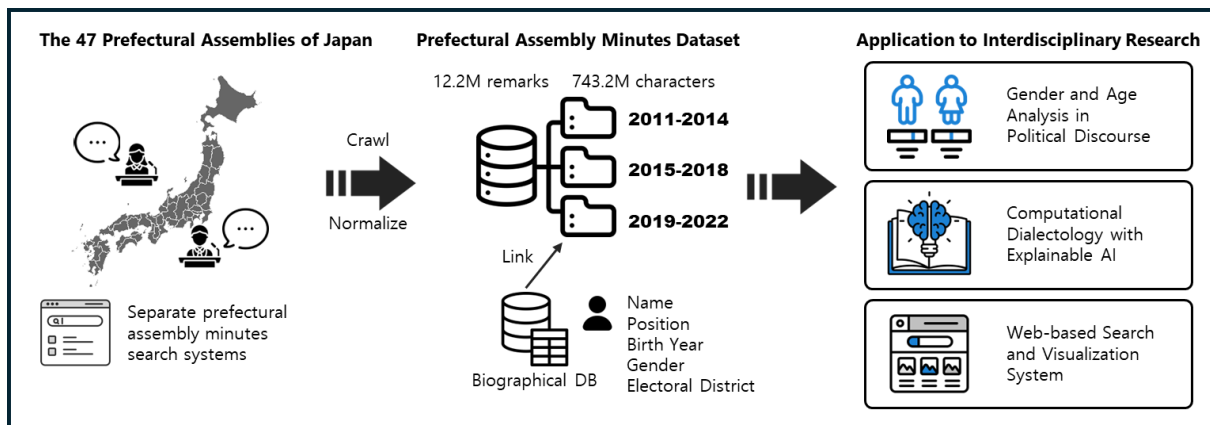 The 47 Prefectural Assemblies of Japan
Separate prefectural
assembly minutes
search systems
Crawl
Normalize
Prefectural Assembly Minutes Dataset
12.2M remarks
743.2M characters
2011-2014
2015-2018
2019-2022
Link
Biographical DB
Name
Position
Birth Year
Gender
Electoral District
Application to Interdisciplinary Research
Gender and Age
Analysis in
Political Discourse
Computational
Dialectology with
Explainable AI
Web-based Search
and Visualization
System